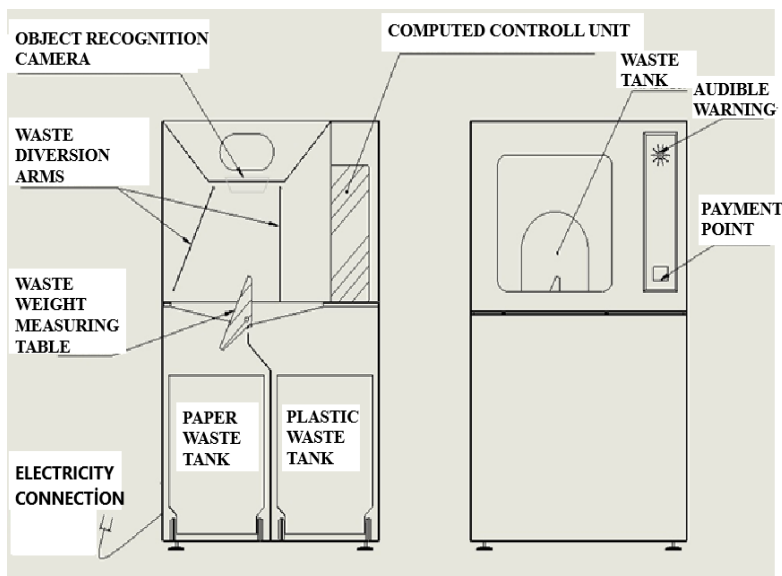 OBJECT RECOGNITION
CAMERA
COMPUTED CONTROLL UNIT
WASTE
TANK
AUDIBLE
WARNING
WASTE
DIVERSION
ARMS
PAYMENT
POINT
WASTE
WEIGHT
MEASURING
TABLE
PAPER
WASTE
TANK
PLASTIC
WASTE
TANK
ELECTRICITY
CONNECTİON